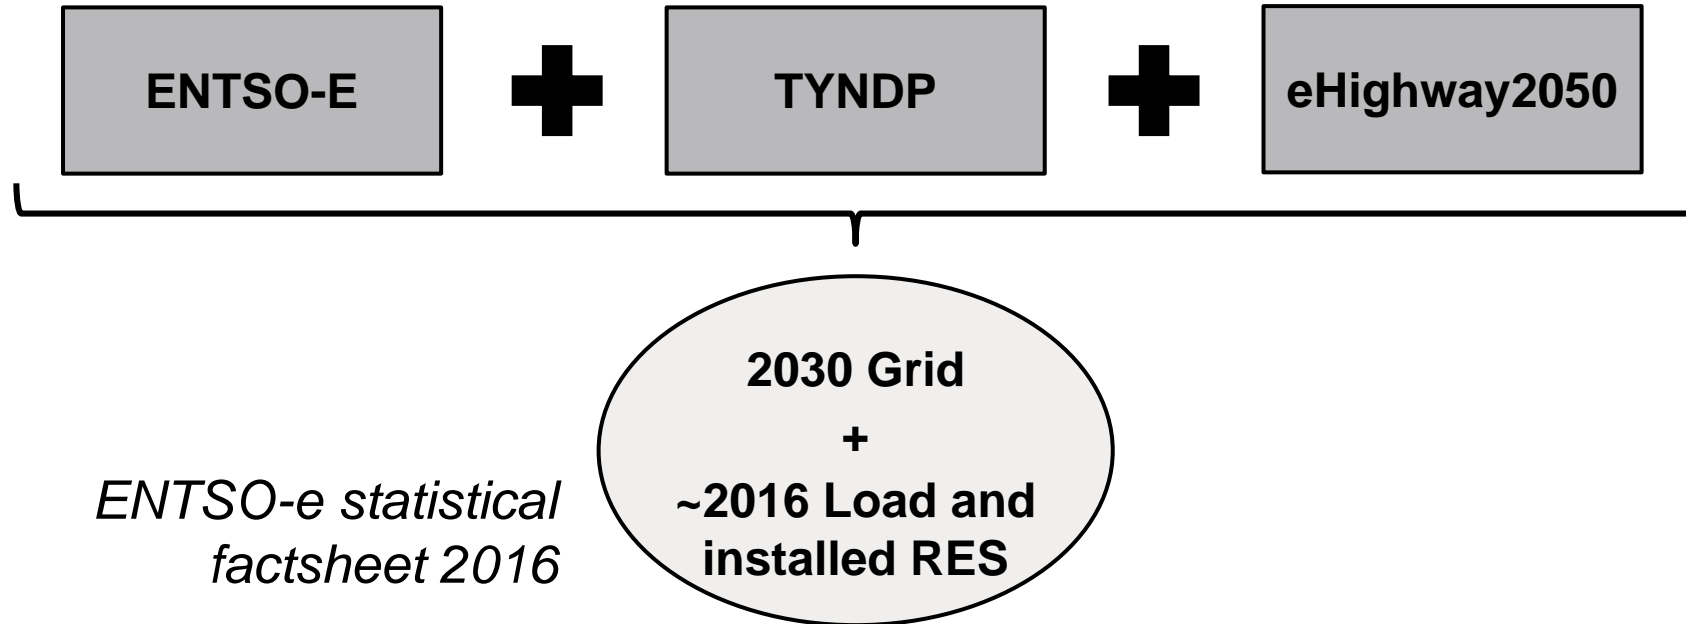 ENTSO-E
TYNDP
eHighway2050
2030 Grid
+
~2016 Load and
installed RES
ENTSO-e statistical
factsheet 2016